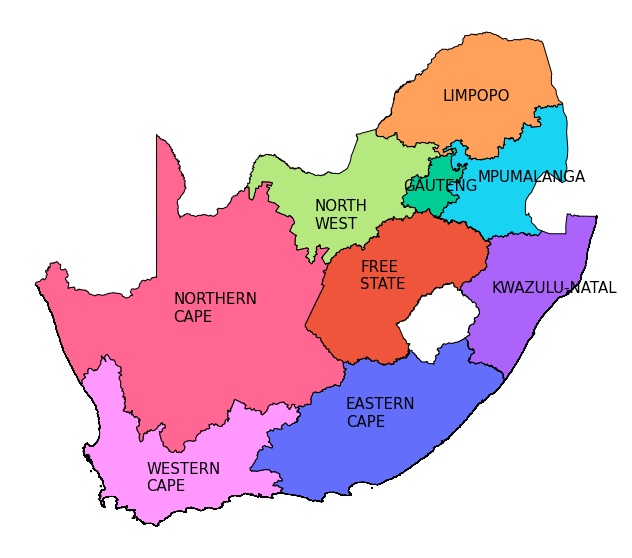 LIMPOPO
MPUMALANGA
GAUTENG
NORTH
WEST
FREE
STATE
KWAZULU-NATAL
NORTHERN
CAPE
EASTERN
CAPE
WESTERN
CAPE